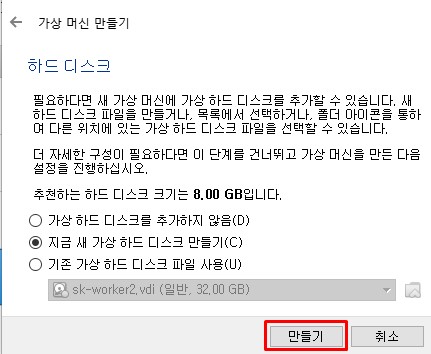 가상 머신 만들기
하드 디스크
필요하다면 새 가상 머신에 가상 하드 디스크를 추가할 수 있습니다. 새
하드 디스크 파일을 만들거나, 목록에서 선택하거나, 폴더 아이콘을 통하
여 다른 위치에 있는 가상 하드 디스크 파일을 선택할 수 있습니다.
더 자세한 구성이 필요하다면 이 단계를 건너뛰고 가상 머신을 만든 다음
설정을 진행하십시오.
추천하는 하드 디스크 크기는 8.00 GB입니다.
가상 하드 디스크를 추가하지 않음(D)
지금 새 가상 하드 디스크 만들기(C)
기존 가상 하드 디스크 파일 사용(U)
sk-worker2.vdi (일반, 32.00 GB)
만들기
취소